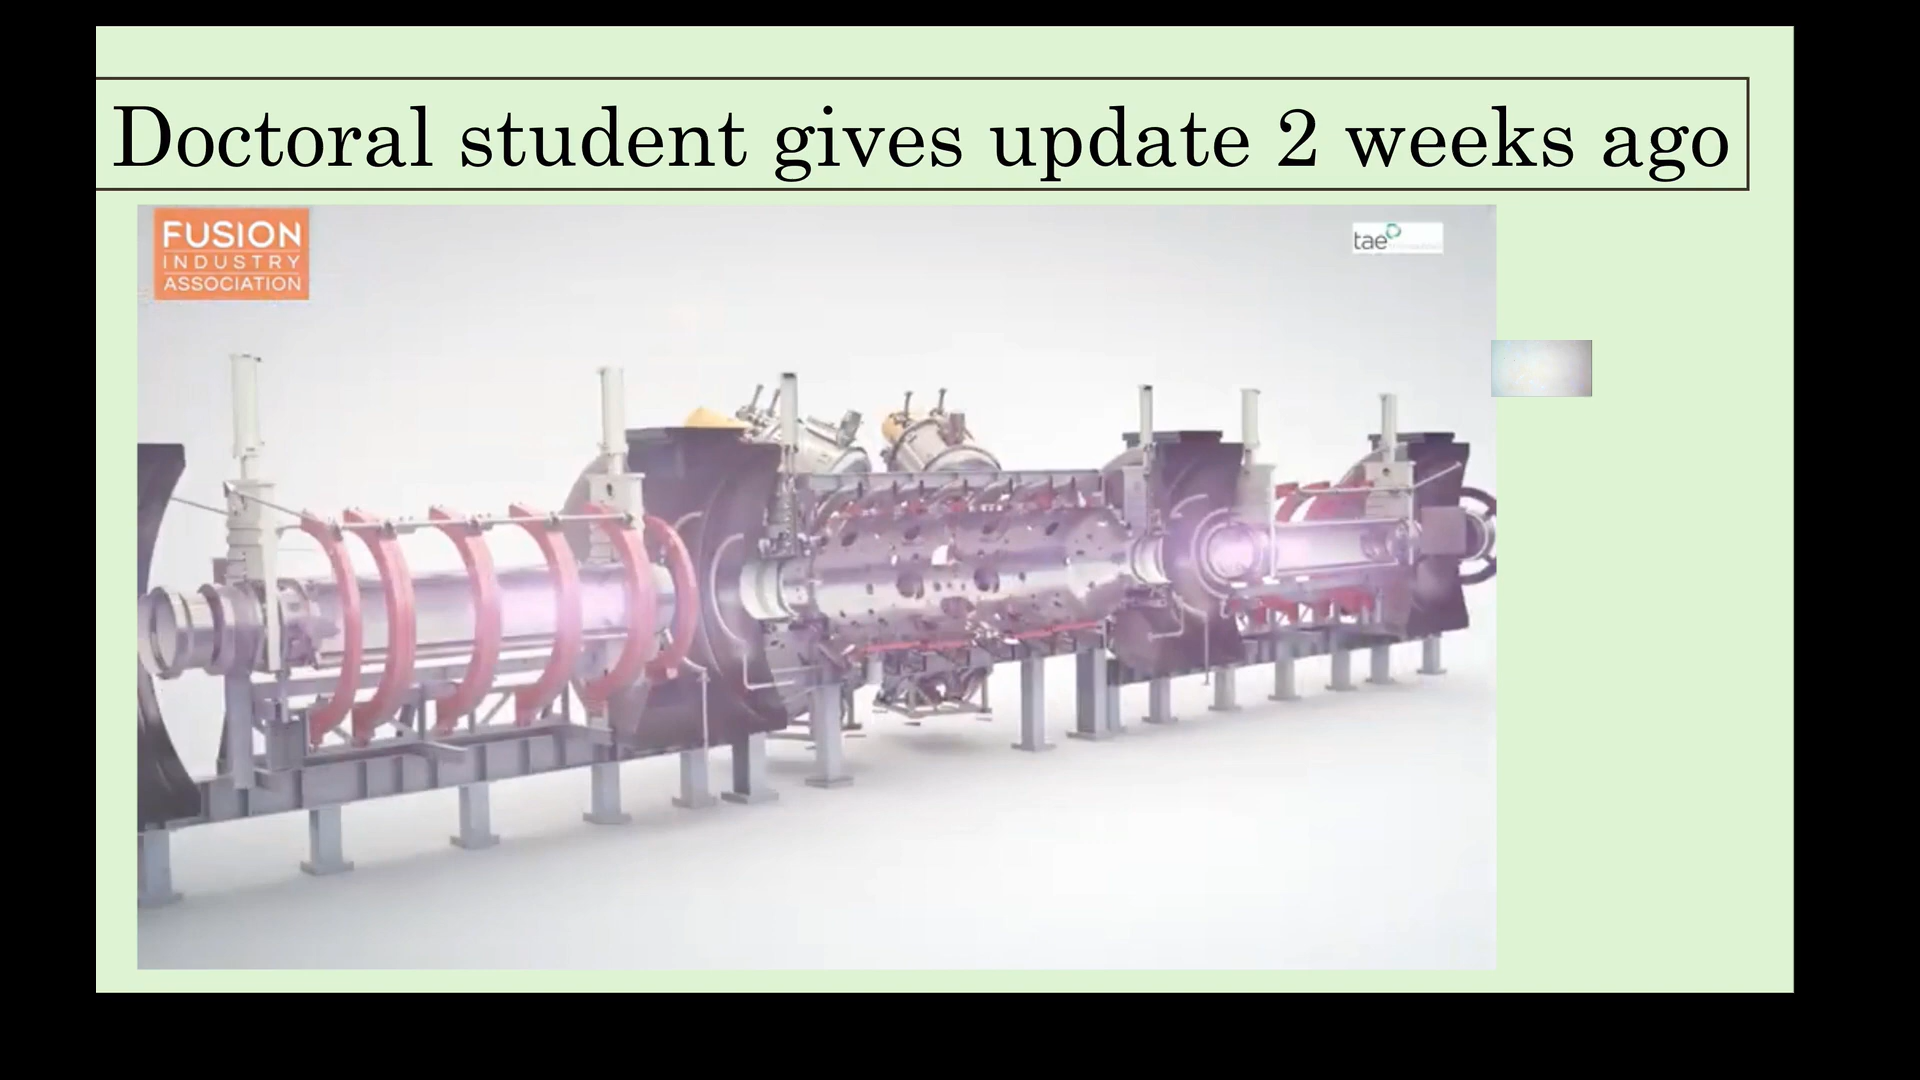 Doctoral student gives update 2 weeks ago
FUSION
INDUSTRY
ASSOCIATION
tae